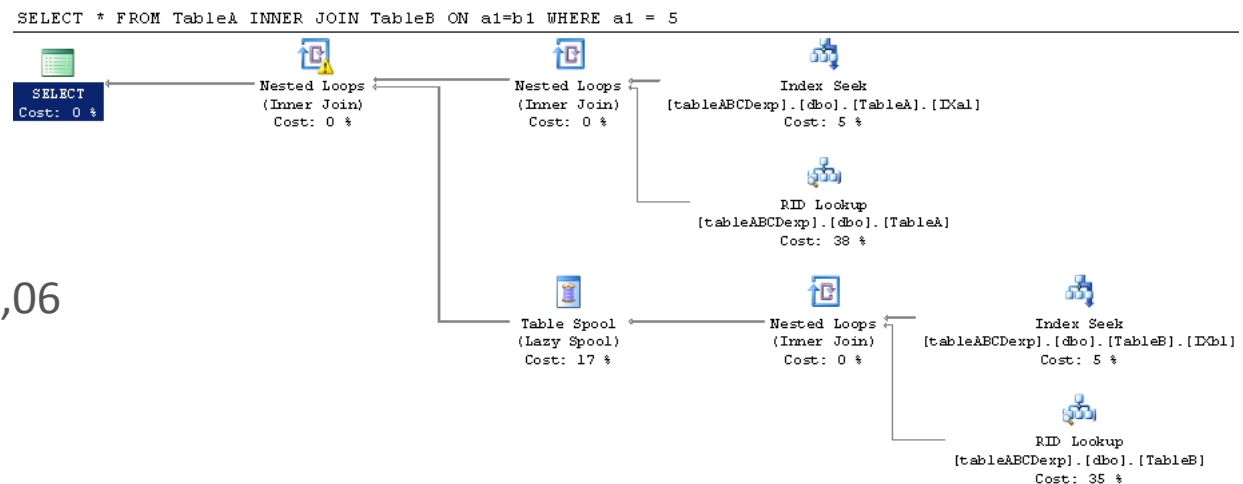 SELECT * FROM TableA INNER JOIN TableB ON a1=b1 WHERE a1 = 5
SELECT
Cost: 0 %
Nested Loops
(Inner Join)
Cost: 0 %
Nested Loops
(Inner Join)
Cost: 0 %
Index Seek
[tableABCDexp].[dbo].[TableA].[IXa1]
Cost: 5 %
RID Lookup
[tableABCDexp].[dbo].[TableA]
Cost: 38 %
,06
Table Spool
(Lazy Spool)
Cost: 17 %
Nested Loops
(Inner Join)
Cost: 0 %
Index Seek
[tableABCDexp].[dbo].[TableB].[IXb1]
Cost: 5 %
RID Lookup
[tableABCDexp].[dbo].[TableB]
Cost: 35 %